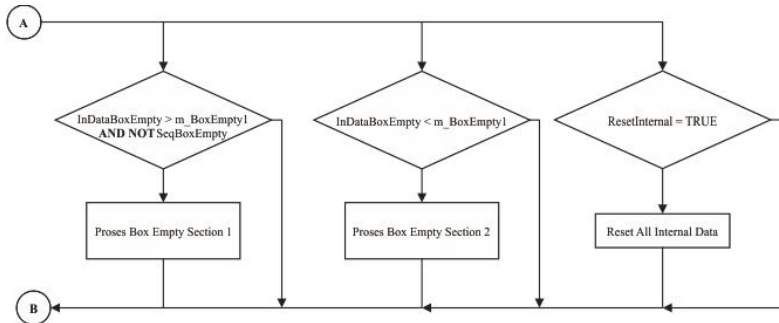 A
InDataBoxEmpty > m_BoxEmpty1
AND NOT SeqBoxEmpty
InDataBoxEmpty < m_BoxEmpty1
ResetInternal = TRUE
Proses Box Empty Section 1
Proses Box Empty Section 2
Reset All Internal Data
B